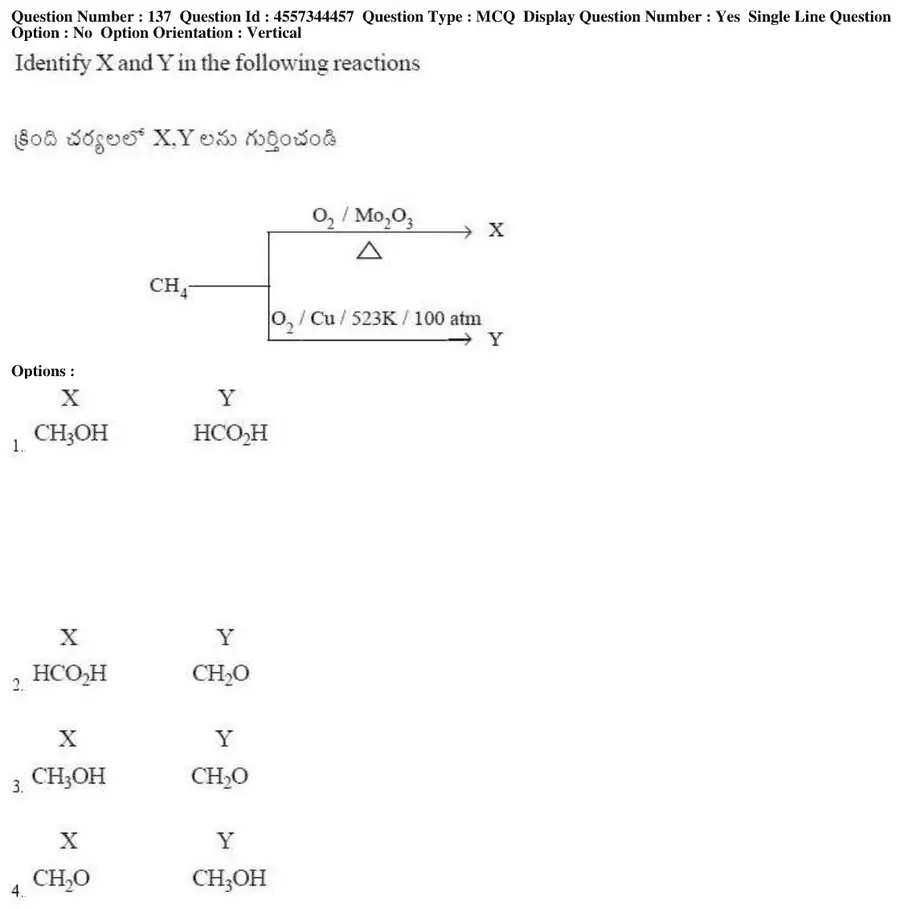 Question Number : 137 Question Id : 4557344457 Question Type : MCQ Display Question Number : Yes Single Line Question
Option : No Option Orientation : Vertical
Identify X and Y in the following reactions
క్రింది చర్యలలో X,Y లను గుర్తించండి
O₂ / Mo₂O₃
X
△
CH₄
O₂ / Cu / 523K / 100 atm
Y
Options :
X Y
1. CH₃OH HCO₂H
X Y
2. HCO₂H CH₂O
X Y
3. CH₃OH CH₂O
X Y
4. CH₂O CH₃OH